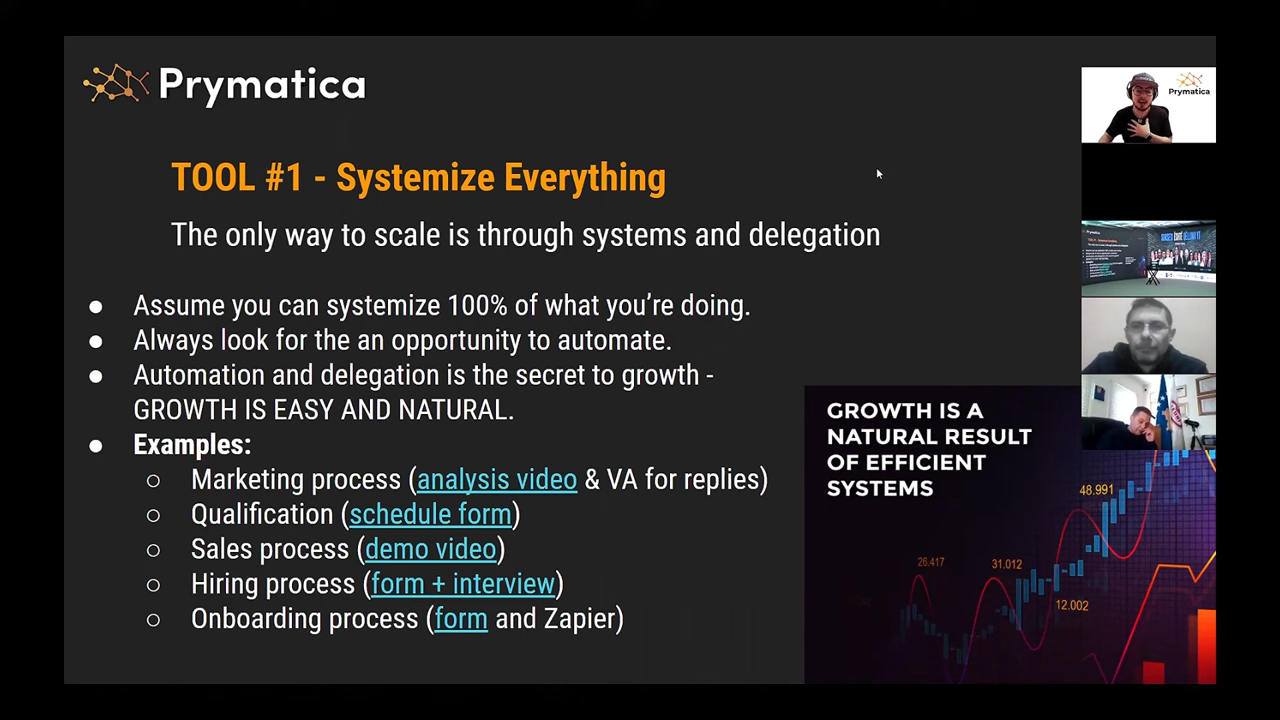 Prymatica
TOOL #1 - Systemize Everything
The only way to scale is through systems and delegation
● Assume you can systemize 100% of what you’re doing.
● Always look for the an opportunity to automate.
● Automation and delegation is the secret to growth -
GROWTH IS EASY AND NATURAL.
● Examples:
○ Marketing process (analysis video & VA for replies)
○ Qualification (schedule form)
○ Sales process (demo video)
○ Hiring process (form + interview)
○ Onboarding process (form and Zapier)
GROWTH IS A
NATURAL RESULT
OF EFFICIENT
SYSTEMS
48.991
26.417
31.012
12.002
Prymatica